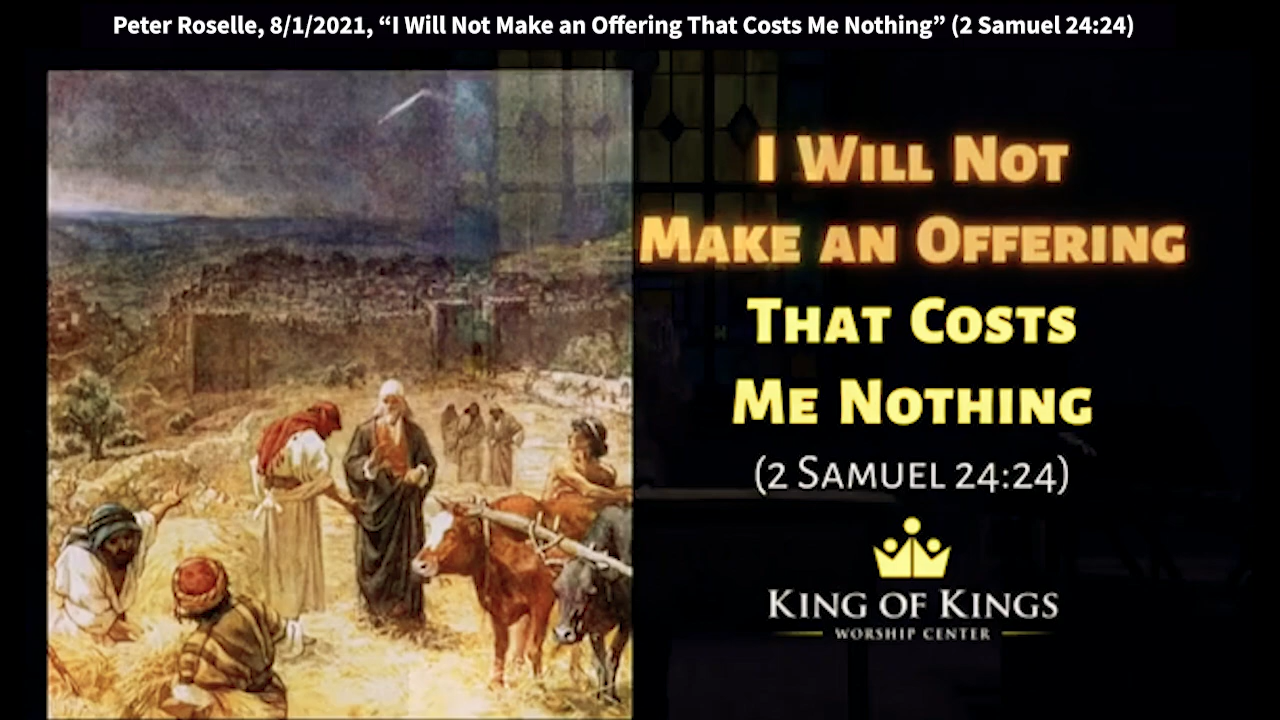 Peter Roselle, 8/1/2021, “I Will Not Make an Offering That Costs Me Nothing” (2 Samuel 24:24)
I Will Not
Make an Offering
That Costs
Me Nothing
(2 Samuel 24:24)
King of Kings
WORSHIP CENTER